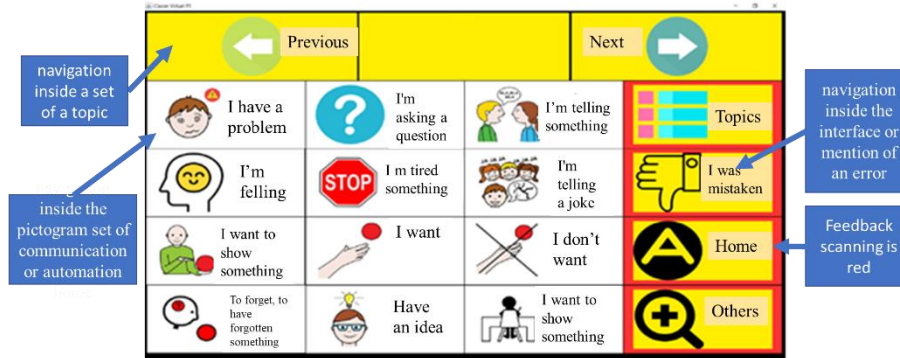 Clavier Virtuel PT
Previous
Next
navigation
inside a set
of a topic
I have a
problem
I'm
asking a
question
I'm telling
something
Topics
navigation
inside the
interface or
mention of
an error
I'm
felling
STOP
I m tired
something
I'm
telling
a joke
I was
mistaken
inside the
pictogram set of
communication
or automation
I want to
show
something
I want
I don't
want
A
Home
Feedback
scanning is
red
To forget, to
have
forgotten
something
Have
an idea
I want to
show
something
Others